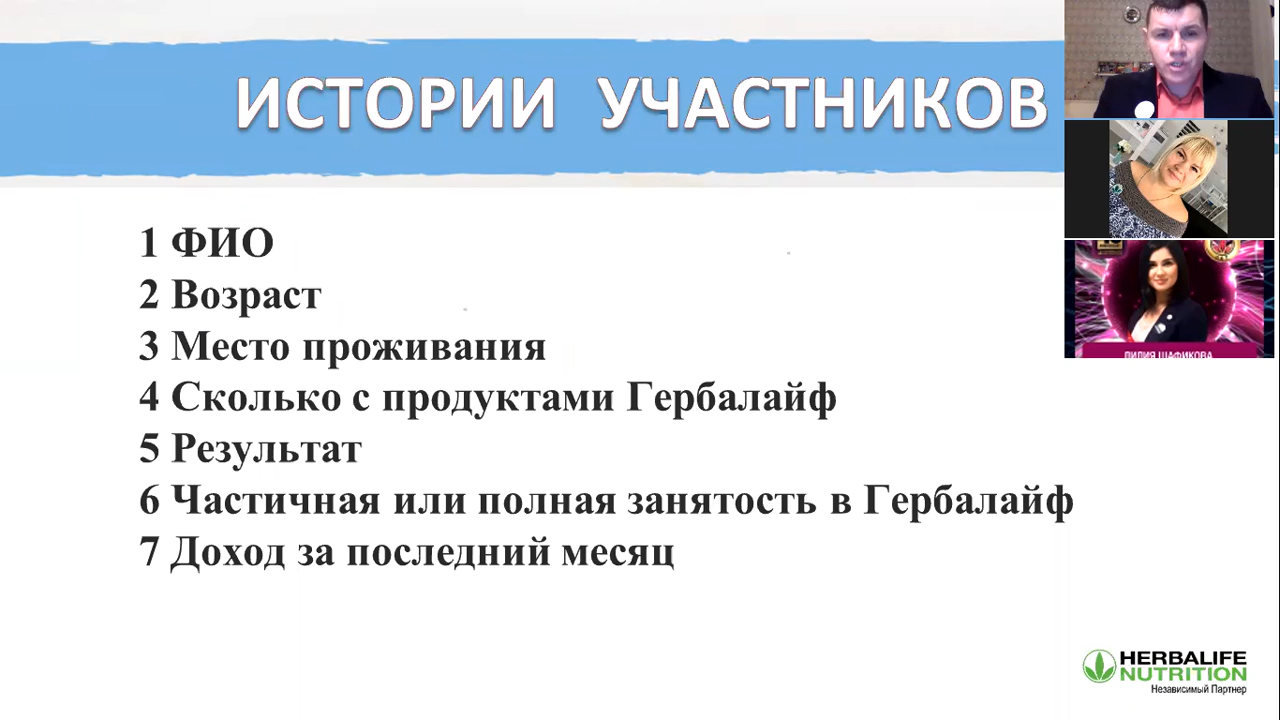 ИСТОРИИ УЧАСТНИКОВ
1 ФИО
2 Возраст
3 Место проживания
4 Сколько с продуктами Гербалайф
5 Результат
6 Частичная или полная занятость в Гербалайф
7 Доход за последний месяц
ЛИЛИЯ ШАФИКОВА
HERBALIFE
NUTRITION
Независимый Партнер